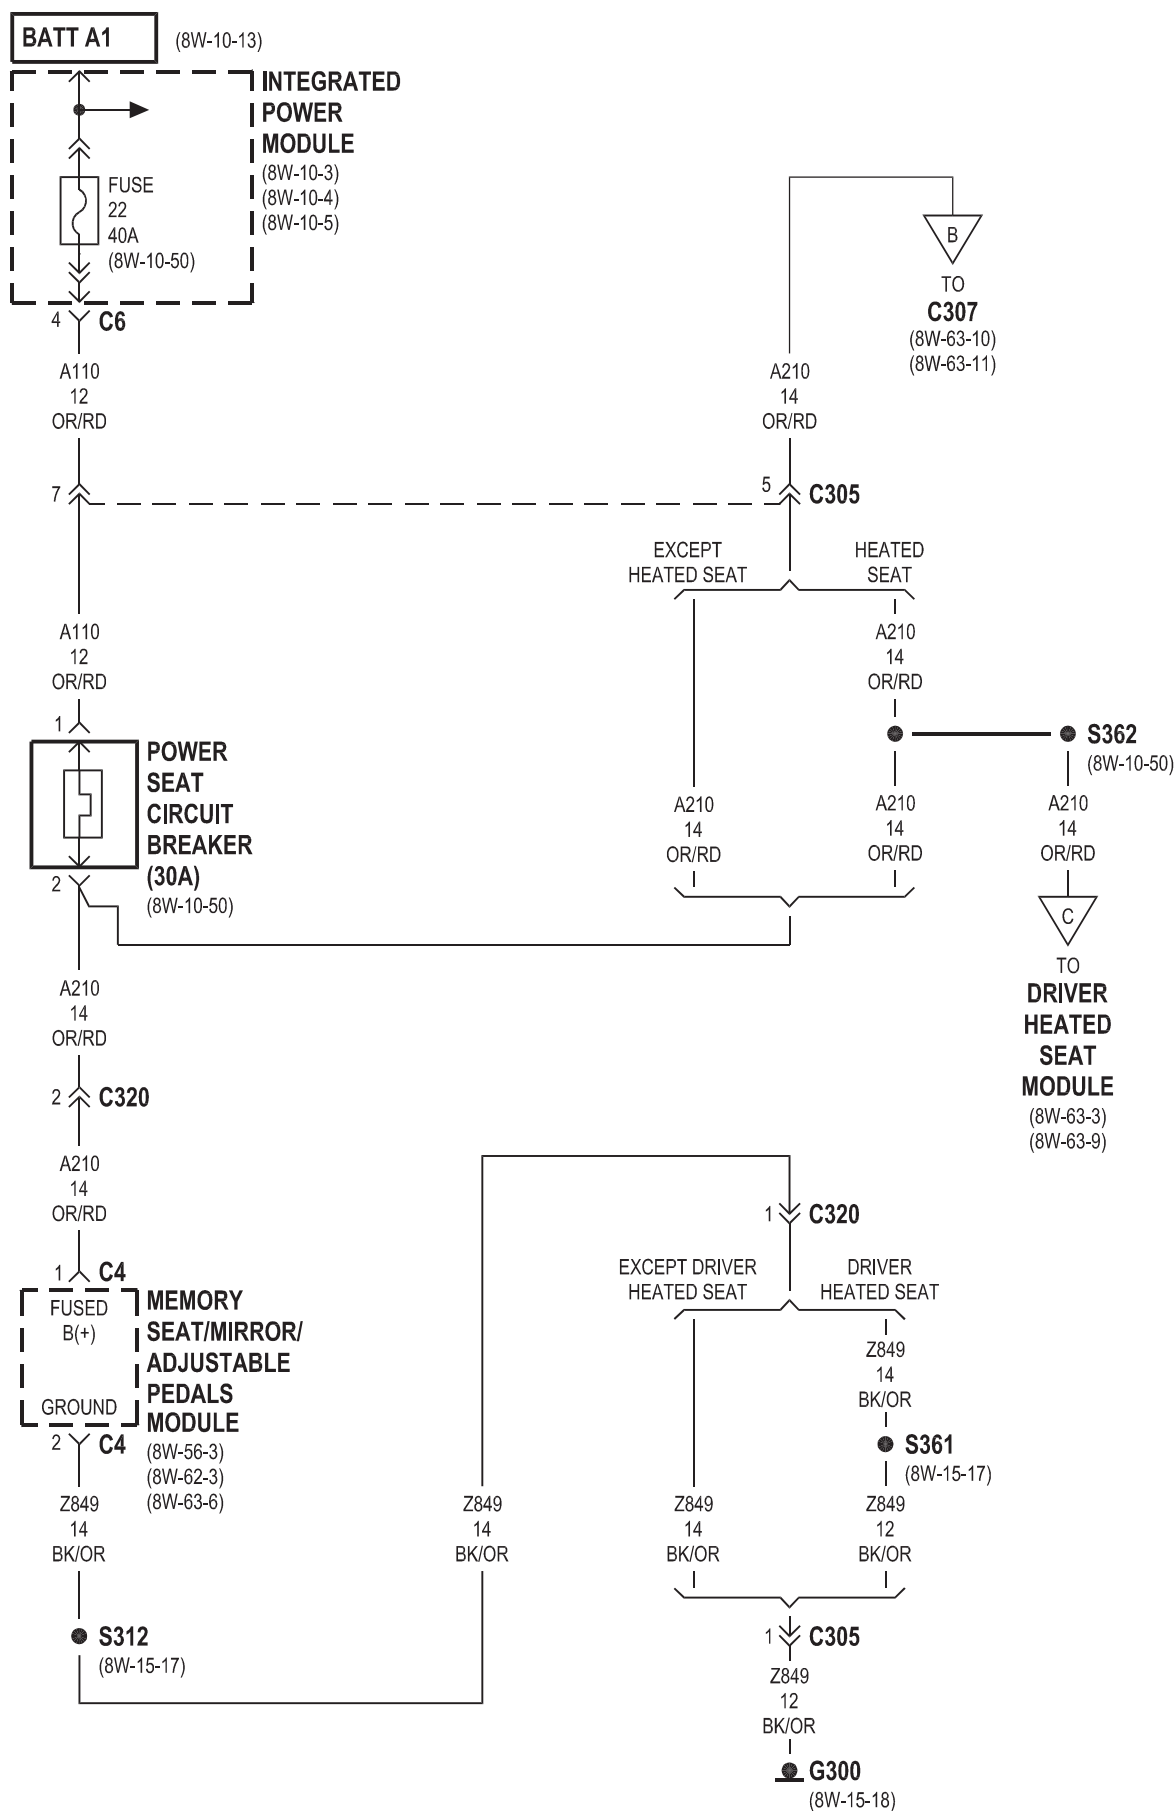 BATT A1
(8W-10-13)
INTEGRATED
POWER
MODULE
(8W-10-3)
(8W-10-4)
(8W-10-5)
FUSE
22
40A
(8W-10-50)
4
C6
A110
12
OR/RD
B
TO
C307
(8W-63-10)
(8W-63-11)
A210
14
OR/RD
7
5
C305
EXCEPT
HEATED SEAT
HEATED
SEAT
A110
12
OR/RD
A210
14
OR/RD
1
POWER
SEAT
CIRCUIT
BREAKER
(30A)
(8W-10-50)
2
S362
(8W-10-50)
A210
14
OR/RD
A210
14
OR/RD
A210
14
OR/RD
C
TO
DRIVER
HEATED
SEAT
MODULE
(8W-63-3)
(8W-63-9)
A210
14
OR/RD
2
C320
A210
14
OR/RD
1
C4
FUSED
B(+)
GROUND
MEMORY
SEAT/MIRROR/
ADJUSTABLE
PEDALS
MODULE
(8W-56-3)
(8W-62-3)
(8W-63-6)
2
C4
Z849
14
BK/OR
S312
(8W-15-17)
Z849
14
BK/OR
1
C320
EXCEPT DRIVER
HEATED SEAT
DRIVER
HEATED SEAT
Z849
14
BK/OR
S361
(8W-15-17)
Z849
14
BK/OR
Z849
12
BK/OR
1
C305
Z849
12
BK/OR
G300
(8W-15-18)